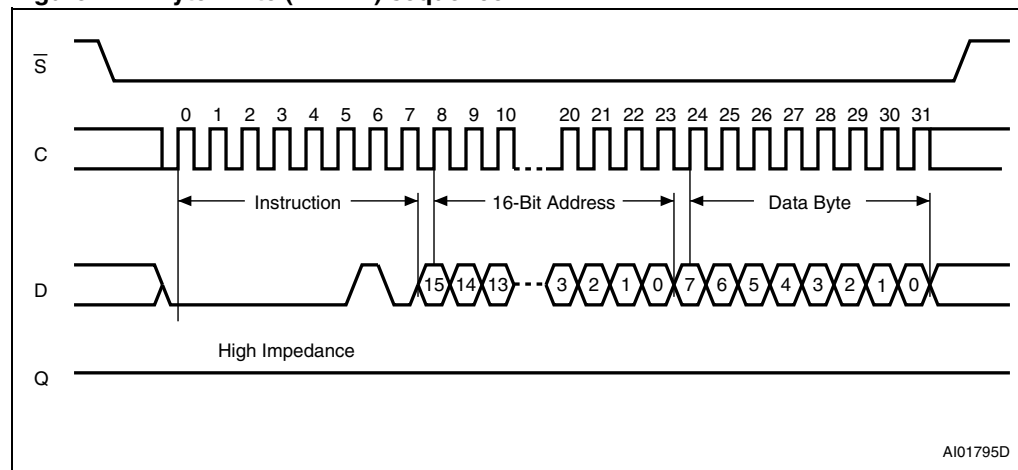 S
0 1 2 3 4 5 6 7 8 9 10 20 21 22 23 24 25 26 27 28 29 30 31
C
Instruction 16-Bit Address Data Byte
D 15 14 13 3 2 1 0 7 6 5 4 3 2 1 0
High Impedance
Q
AI01795D